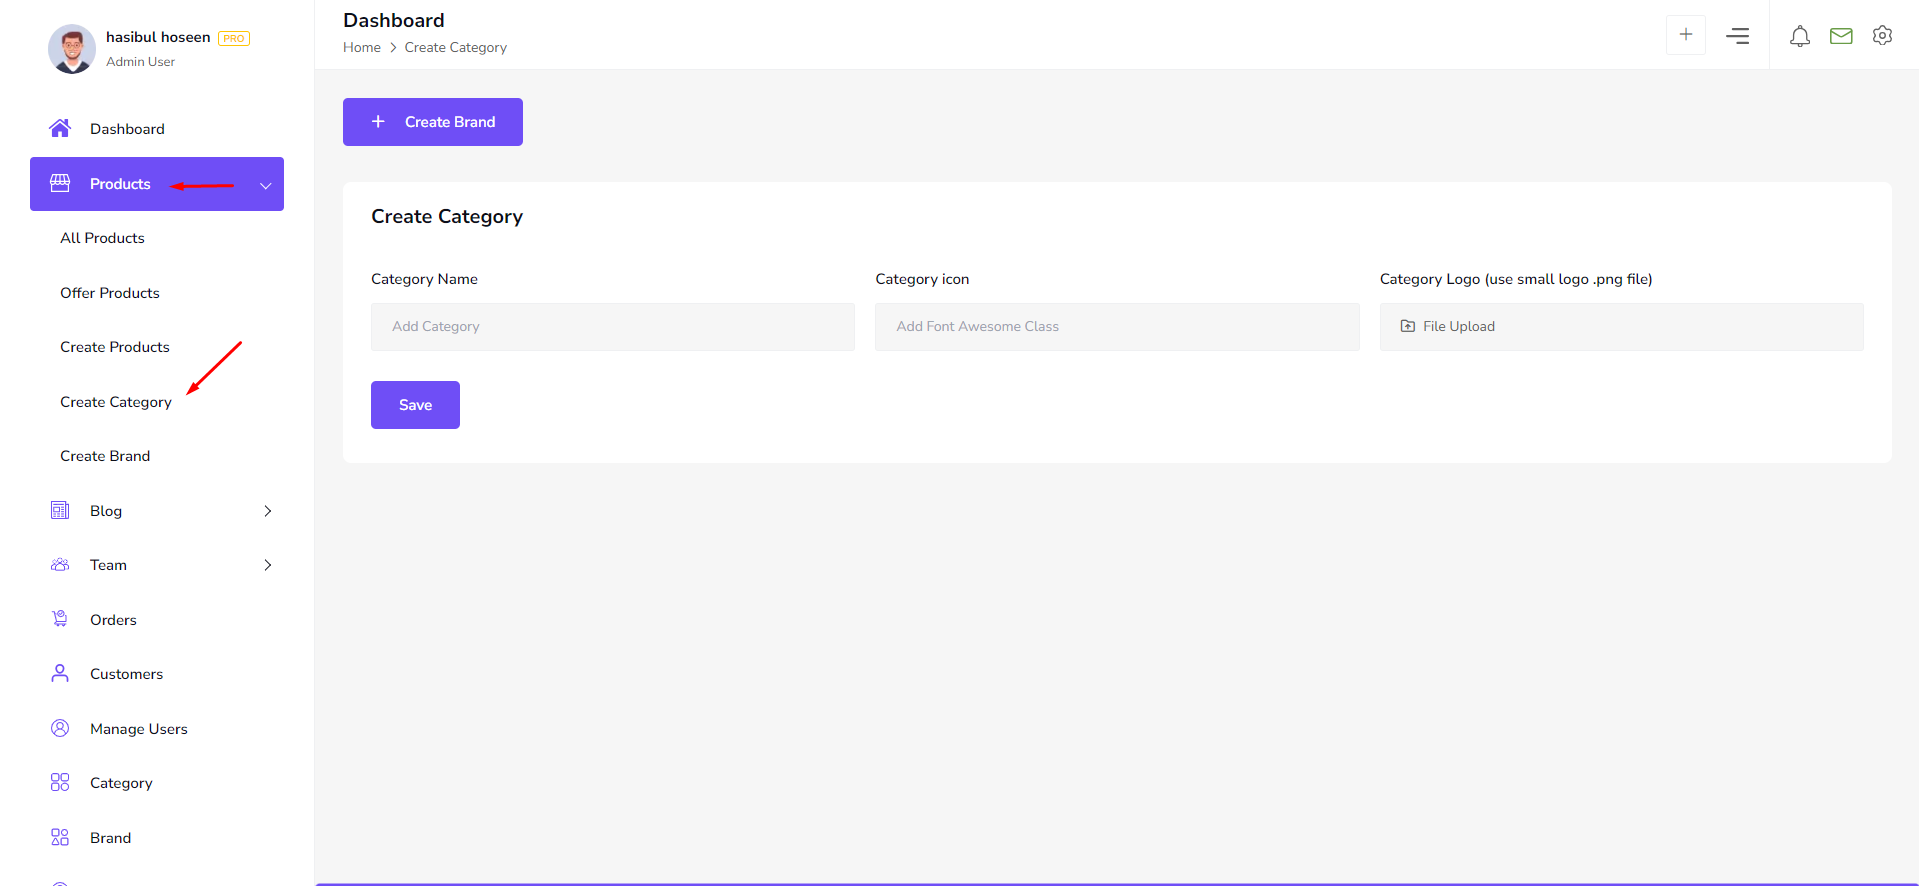 hasibul hoseen PRO
Admin User
Dashboard
Products
All Products
Offer Products
Create Products
Create Category
Create Brand
Blog
Team
Orders
Customers
Manage Users
Category
Brand
Dashboard
Home > Create Category
+ Create Brand
Create Category
Category Name
Add Category
Category icon
Add Font Awesome Class
Category Logo (use small logo .png file)
File Upload
Save